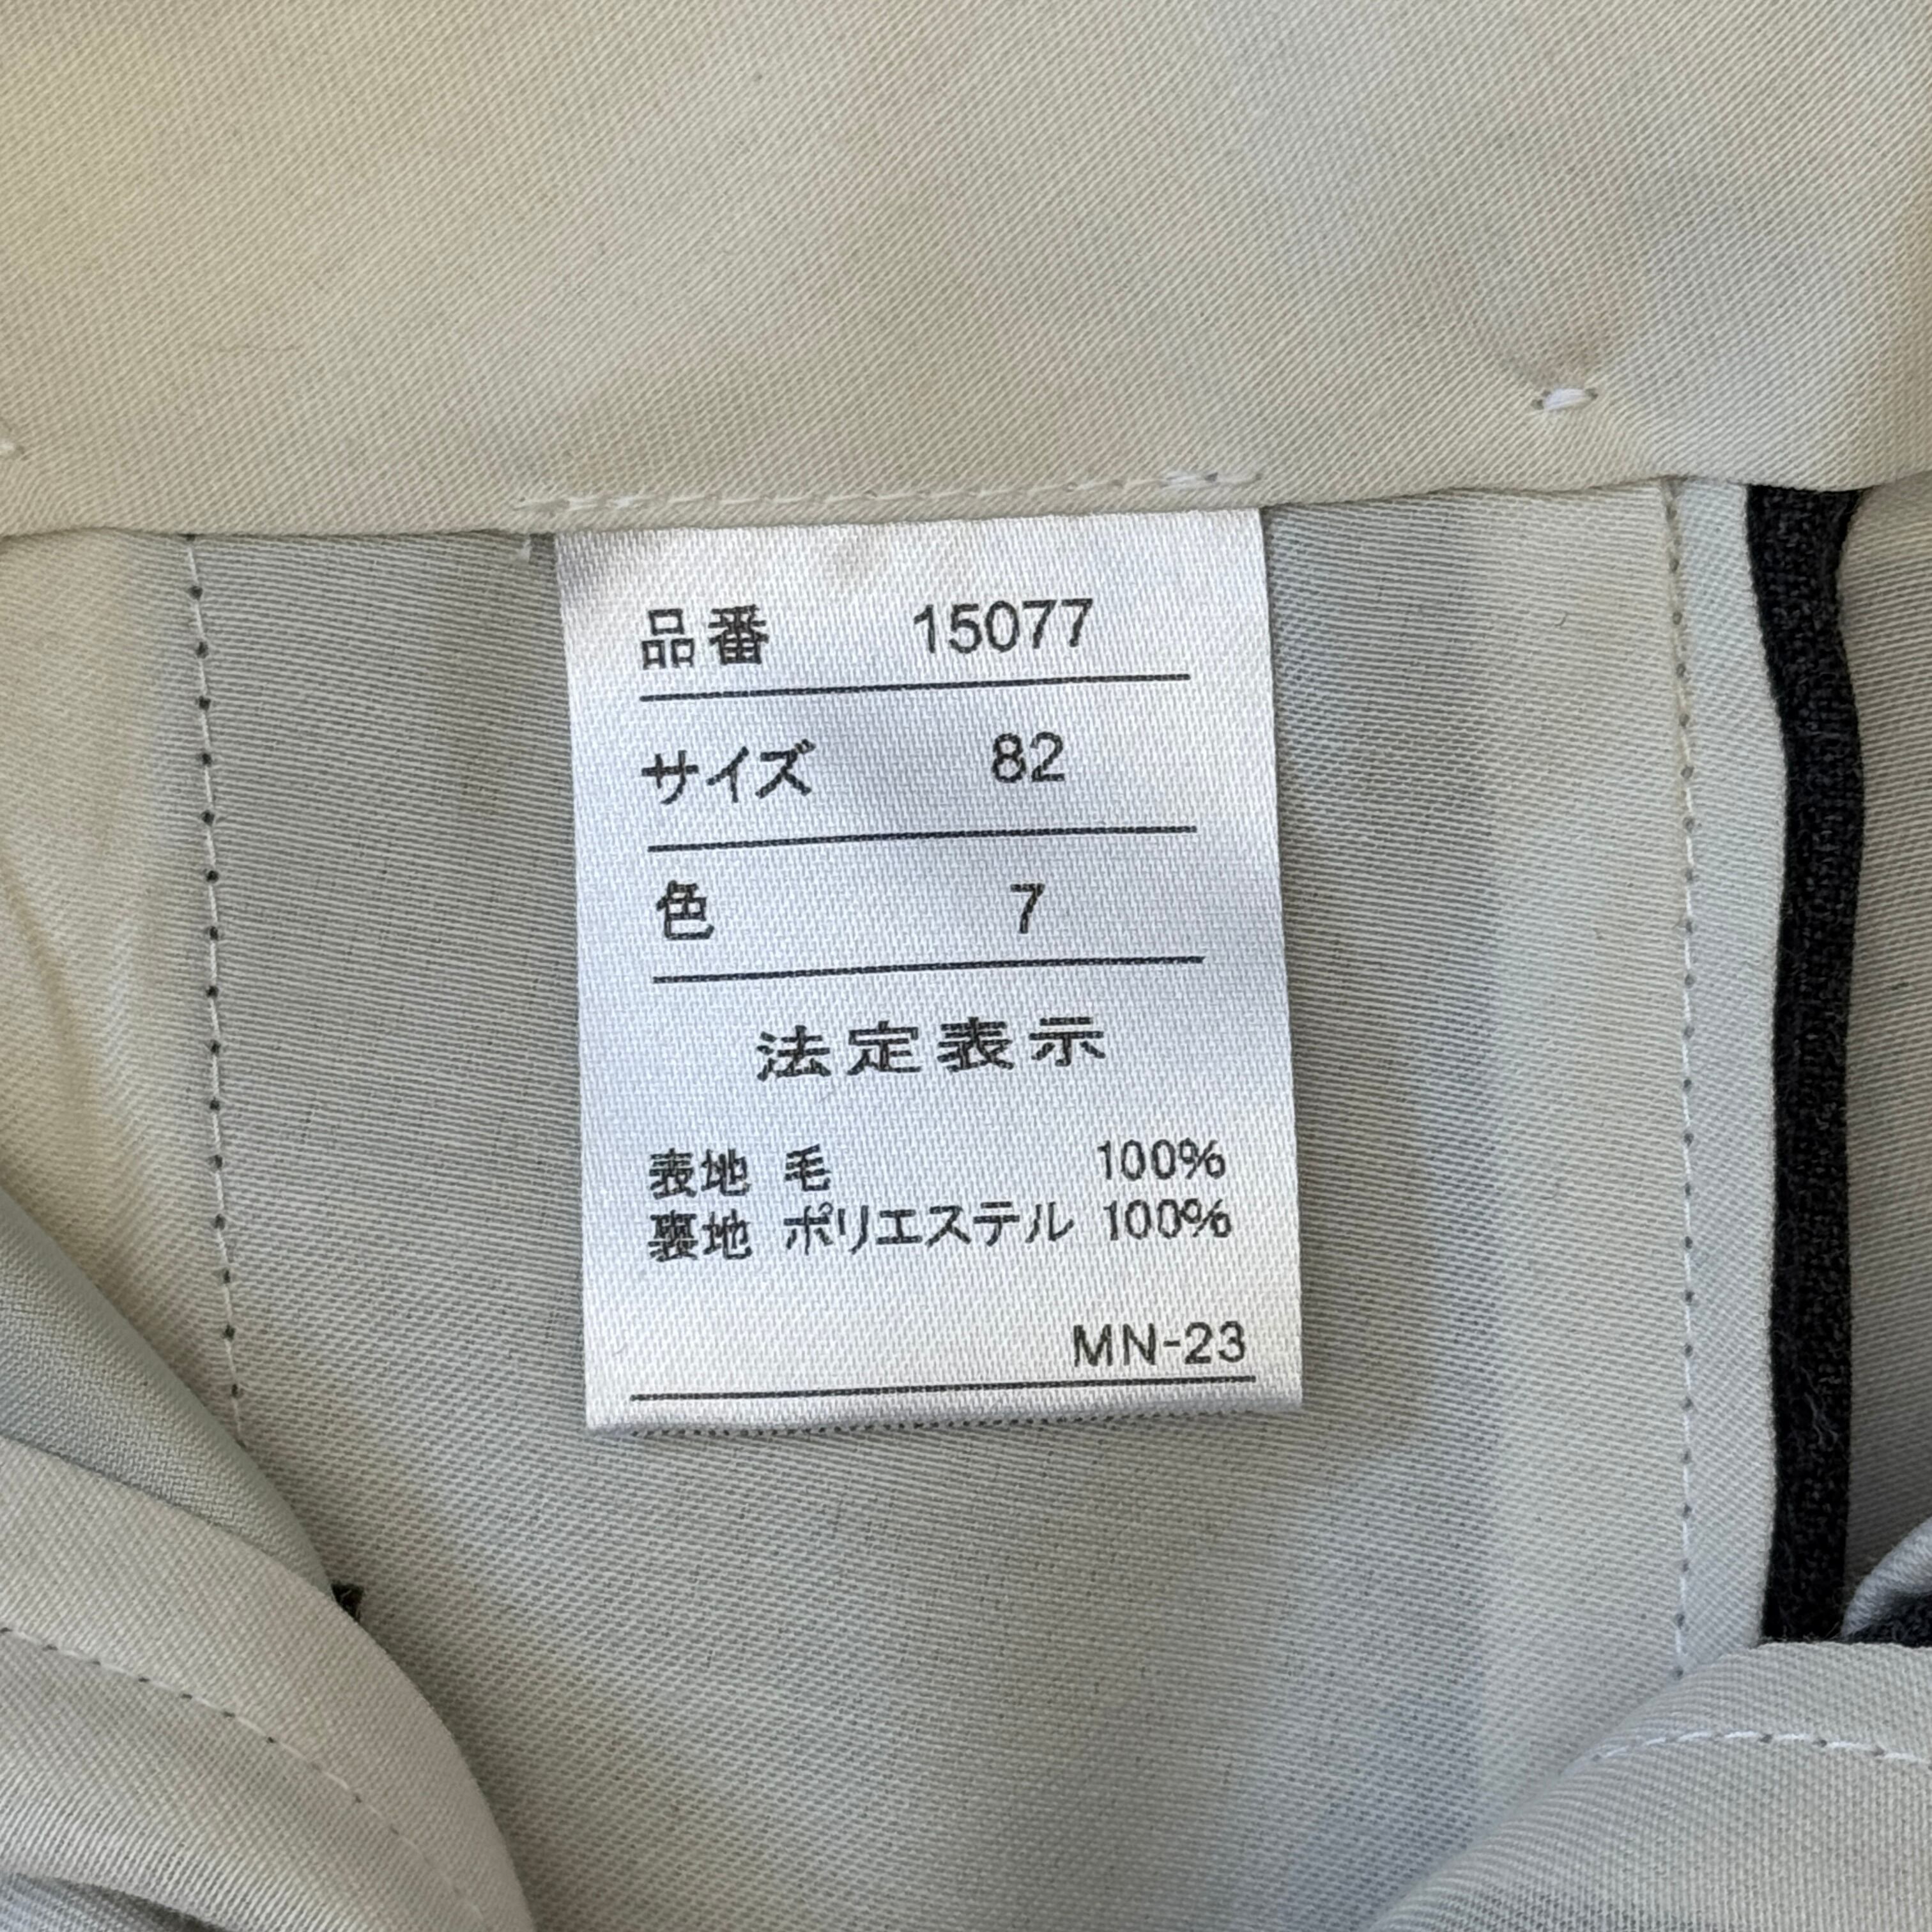 品番 15077
サイズ 82
色 7
法定表示
表地 毛 100%
裏地 ポリエステル 100%
MN-23